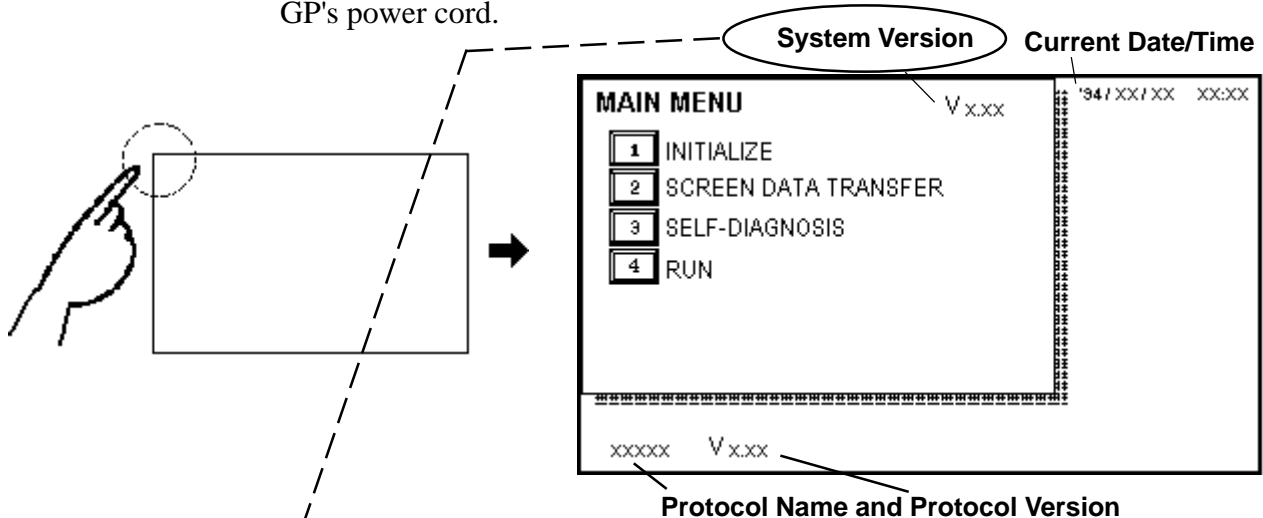 GP's power cord.
System Version
Current Date/Time
MAIN MENU
V x.xx
'94/XX/XX XX:XX
1 INITIALIZE
2 SCREEN DATA TRANSFER
3 SELF-DIAGNOSIS
4 RUN
xxxxx V x.xx
Protocol Name and Protocol Version